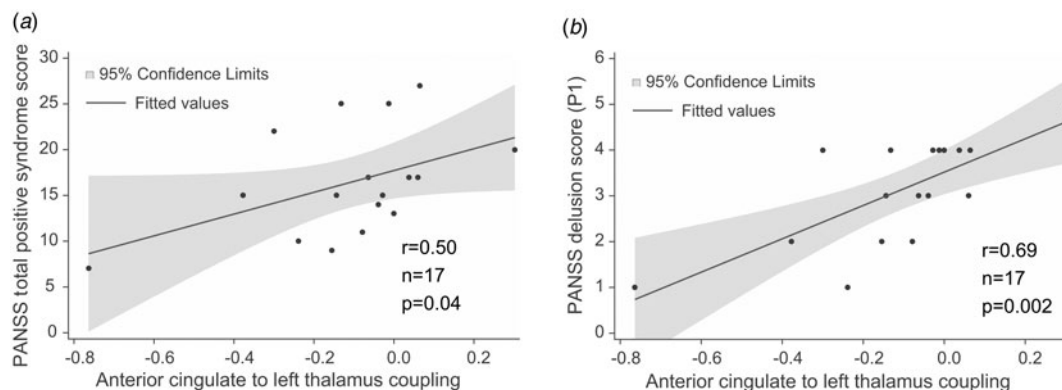 (a)
PANSS total positive syndrome score
30
25
20
15
10
5
0
95% Confidence Limits
Fitted values
r=0.50
n=17
p=0.04
-0.8 -0.6 -0.4 -0.2 0.0 0.2
Anterior cingulate to left thalamus coupling
(b)
PANSS delusion score (P1)
6
5
4
3
2
1
0
95% Confidence Limits
Fitted values
r=0.69
n=17
p=0.002
-0.8 -0.6 -0.4 -0.2 0.0 0.2
Anterior cingulate to left thalamus coupling